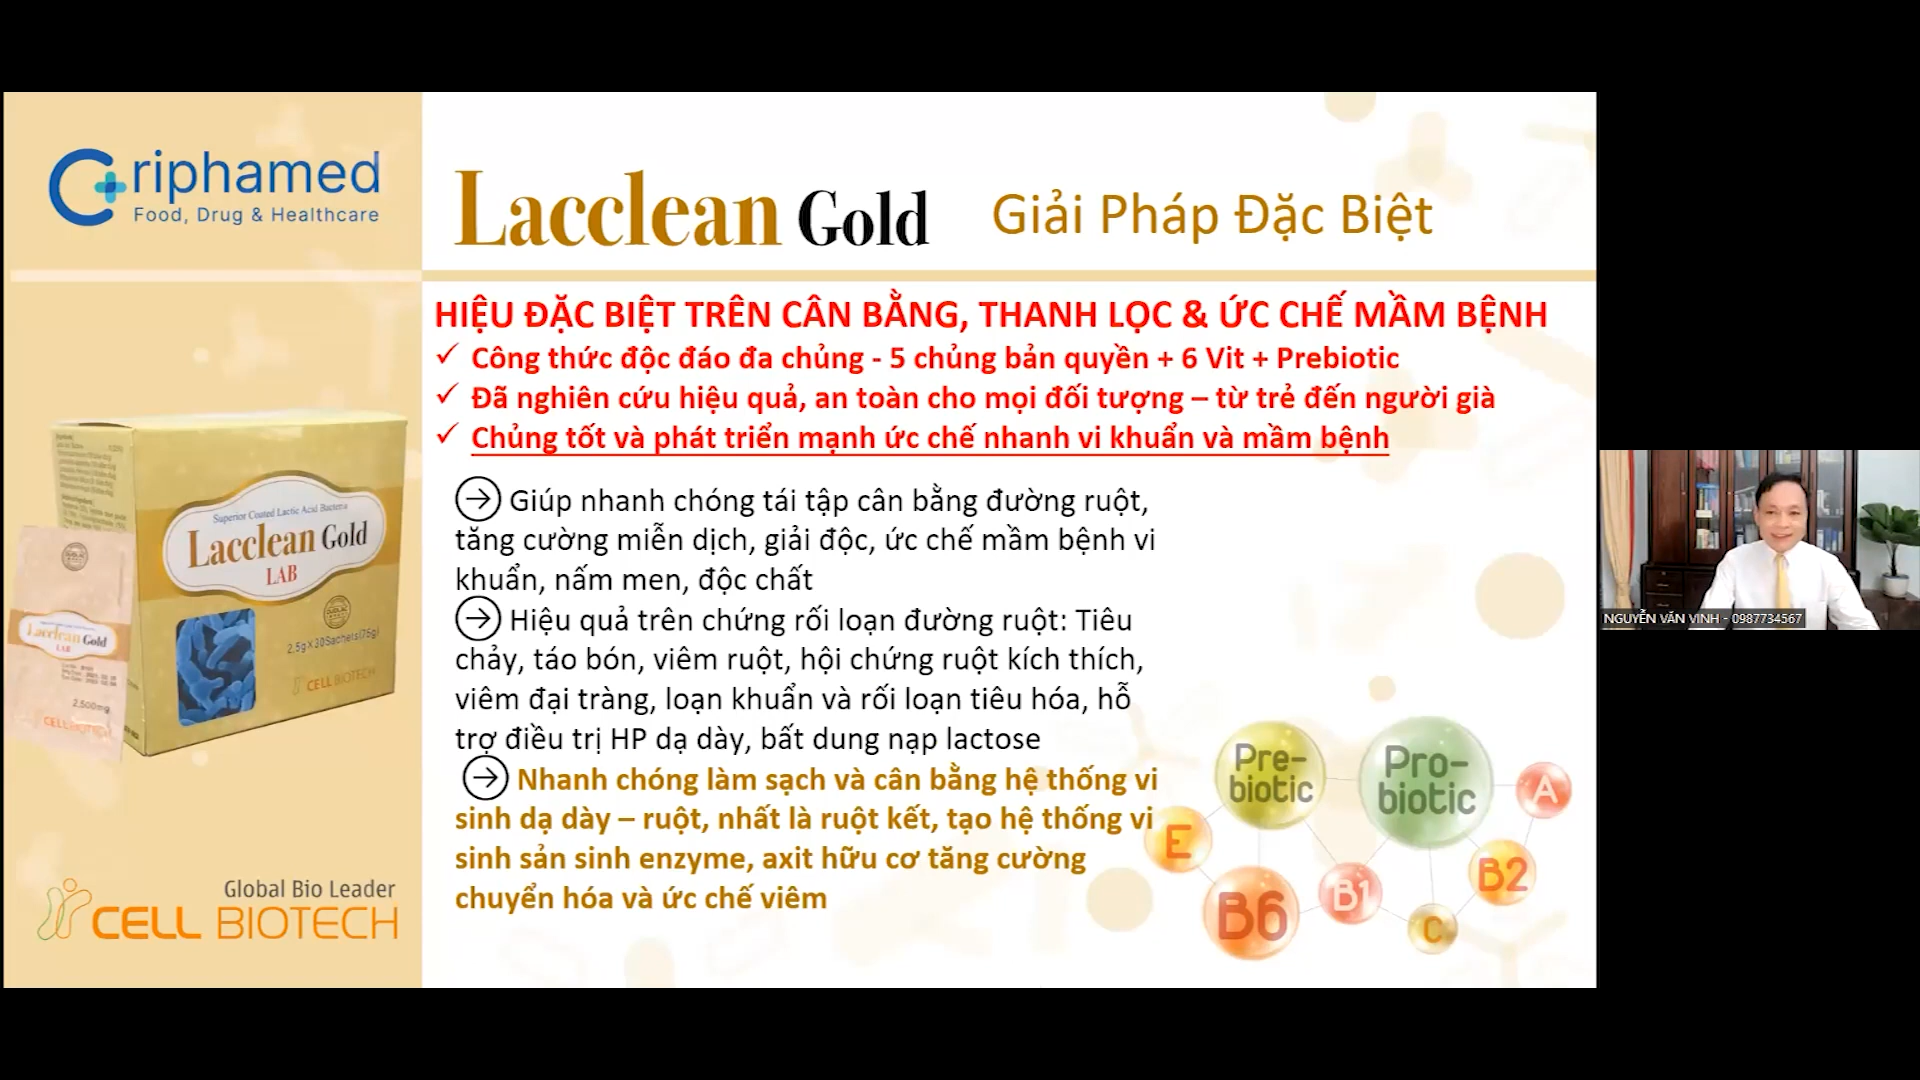 Criphamed
Food, Drug & Healthcare
Lacclean Gold
Giải Pháp Đặc Biệt
HIỆU ĐẶC BIỆT TRÊN CÂN BẰNG, THANH LỌC & ỨC CHẾ MẦM BỆNH
✓ Công thức độc đáo đa chủng - 5 chủng bản quyền + 6 Vit + Prebiotic
✓ Đã nghiên cứu hiệu quả, an toàn cho mọi đối tượng – từ trẻ đến người già
✓ Chủng tốt và phát triển mạnh ức chế nhanh vi khuẩn và mầm bệnh
Giúp nhanh chóng tái tập cân bằng đường ruột,
tăng cường miễn dịch, giải độc, ức chế mầm bệnh vi
khuẩn, nấm men, độc chất
Hiệu quả trên chứng rối loạn đường ruột: Tiêu
chảy, táo bón, viêm ruột, hội chứng ruột kích thích,
viêm đại tràng, loạn khuẩn và rối loạn tiêu hóa, hỗ
trợ điều trị HP dạ dày, bất dung nạp lactose
Nhanh chóng làm sạch và cân bằng hệ thống vi
sinh dạ dày – ruột, nhất là ruột kết, tạo hệ thống vi
sinh sản sinh enzyme, axit hữu cơ tăng cường
chuyển hóa và ức chế viêm
Superior Coated Lactic Acid Bacteria
Lacclean Gold
LAB
2.5g X 30Sachets(75g)
CELL BIOTECH
Lacclean Gold
LAB
2,500mg
CELL BIOTECH
Global Bio Leader
CELL BIOTECH
Pre-
biotic
Pro-
biotic
A
E
B2
B1
B6
C
NGUYỄN VĂN VINH - 0987734567